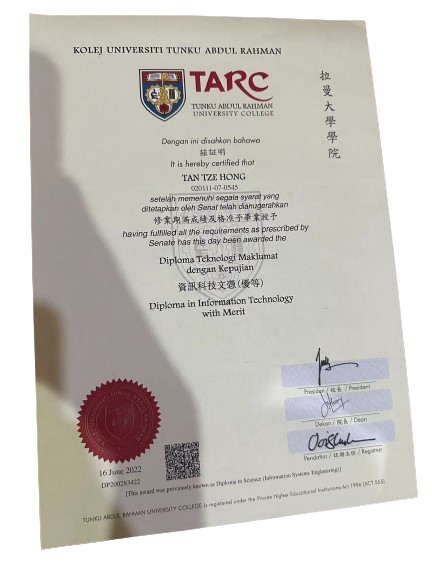 KOLEJ UNIVERSITI TUNKU ABDUL RAHMAN
TARC
TUNKU ABDUL RAHMAN
UNIVERSITY COLLEGE
拉曼大學學院
Dengan ini disahkan bahawa
茲証明
It is hereby certified that
TAN TZE HONG
020111-07-0545
setelah memenuhi segala syarat yang
ditetapkan oleh Senat telah dianugerahkan
修業期滿成績及格准予畢業授予
having fulfilled all the requirements as prescribed by
Senate has this day been awarded the
Diploma Teknologi Maklumat
dengan Kepujian
資訊科技文憑(優等)
Diploma in Information Technology
with Merit
Presiden / 校長 / President
Dekan / 院長 / Dean
Pendaftar / 註冊主任 / Registrar
16 June 2022
DP200283422
[This award was previously known as Diploma in Science (Information Systems Engineering)]
TUNKU ABDUL RAHMAN UNIVERSITY COLLEGE is registered under the Private Higher Educational Institutions Act 1996 (ACT 555)